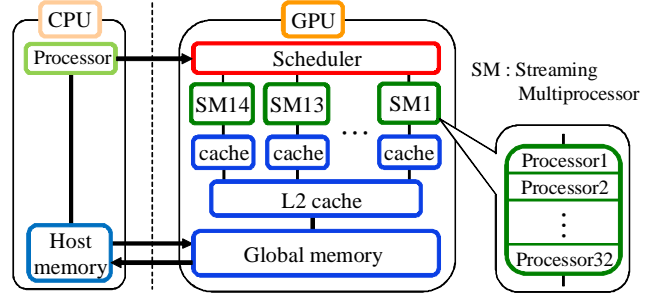 CPU
GPU
Processor
Scheduler
SM : Streaming
Multiprocessor
SM14
SM13
SM1
...
cache
cache
cache
L2 cache
Host
memory
Global memory
Processor1
Processor2
⋮
Processor32